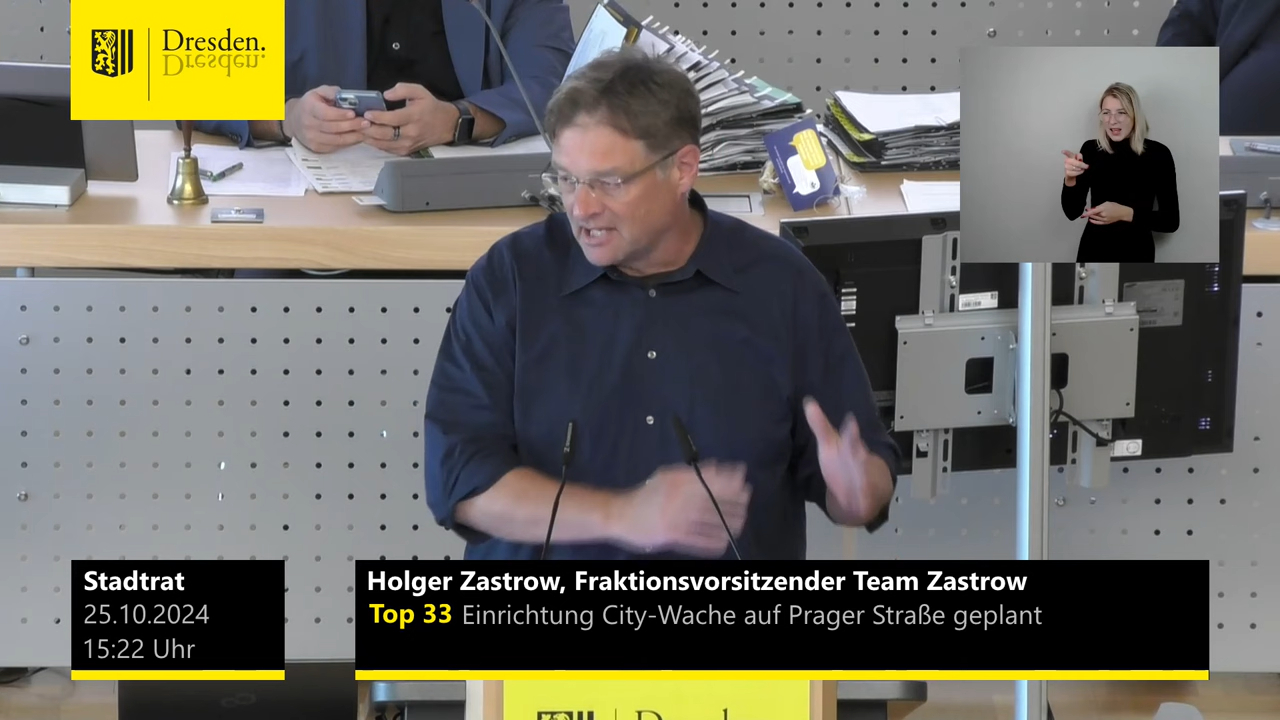 Dresden.
Dresden.
Stadtrat
25.10.2024
15:22 Uhr
Holger Zastrow, Fraktionsvorsitzender Team Zastrow
Top 33 Einrichtung City-Wache auf Prager Straße geplant